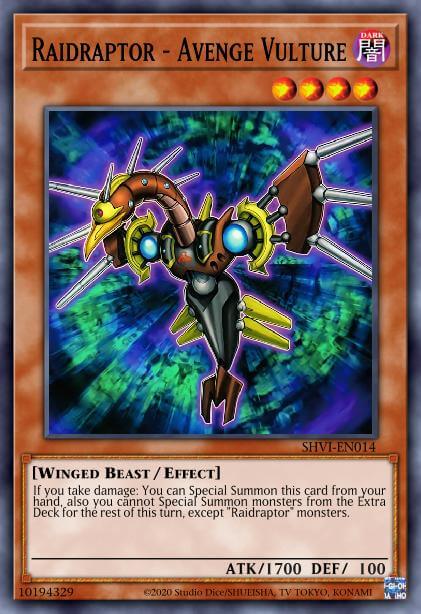 Raidraptor - Avenge Vulture
DARK
闇
SHVI-EN014
[Winged Beast / Effect]
If you take damage: You can Special Summon this card from your
hand, also you cannot Special Summon monsters from the Extra
Deck for the rest of this turn, except "Raidraptor" monsters.
ATK/1700 DEF/ 100
10194329
©2020 Studio Dice/SHUEISHA, TV TOKYO, KONAMI